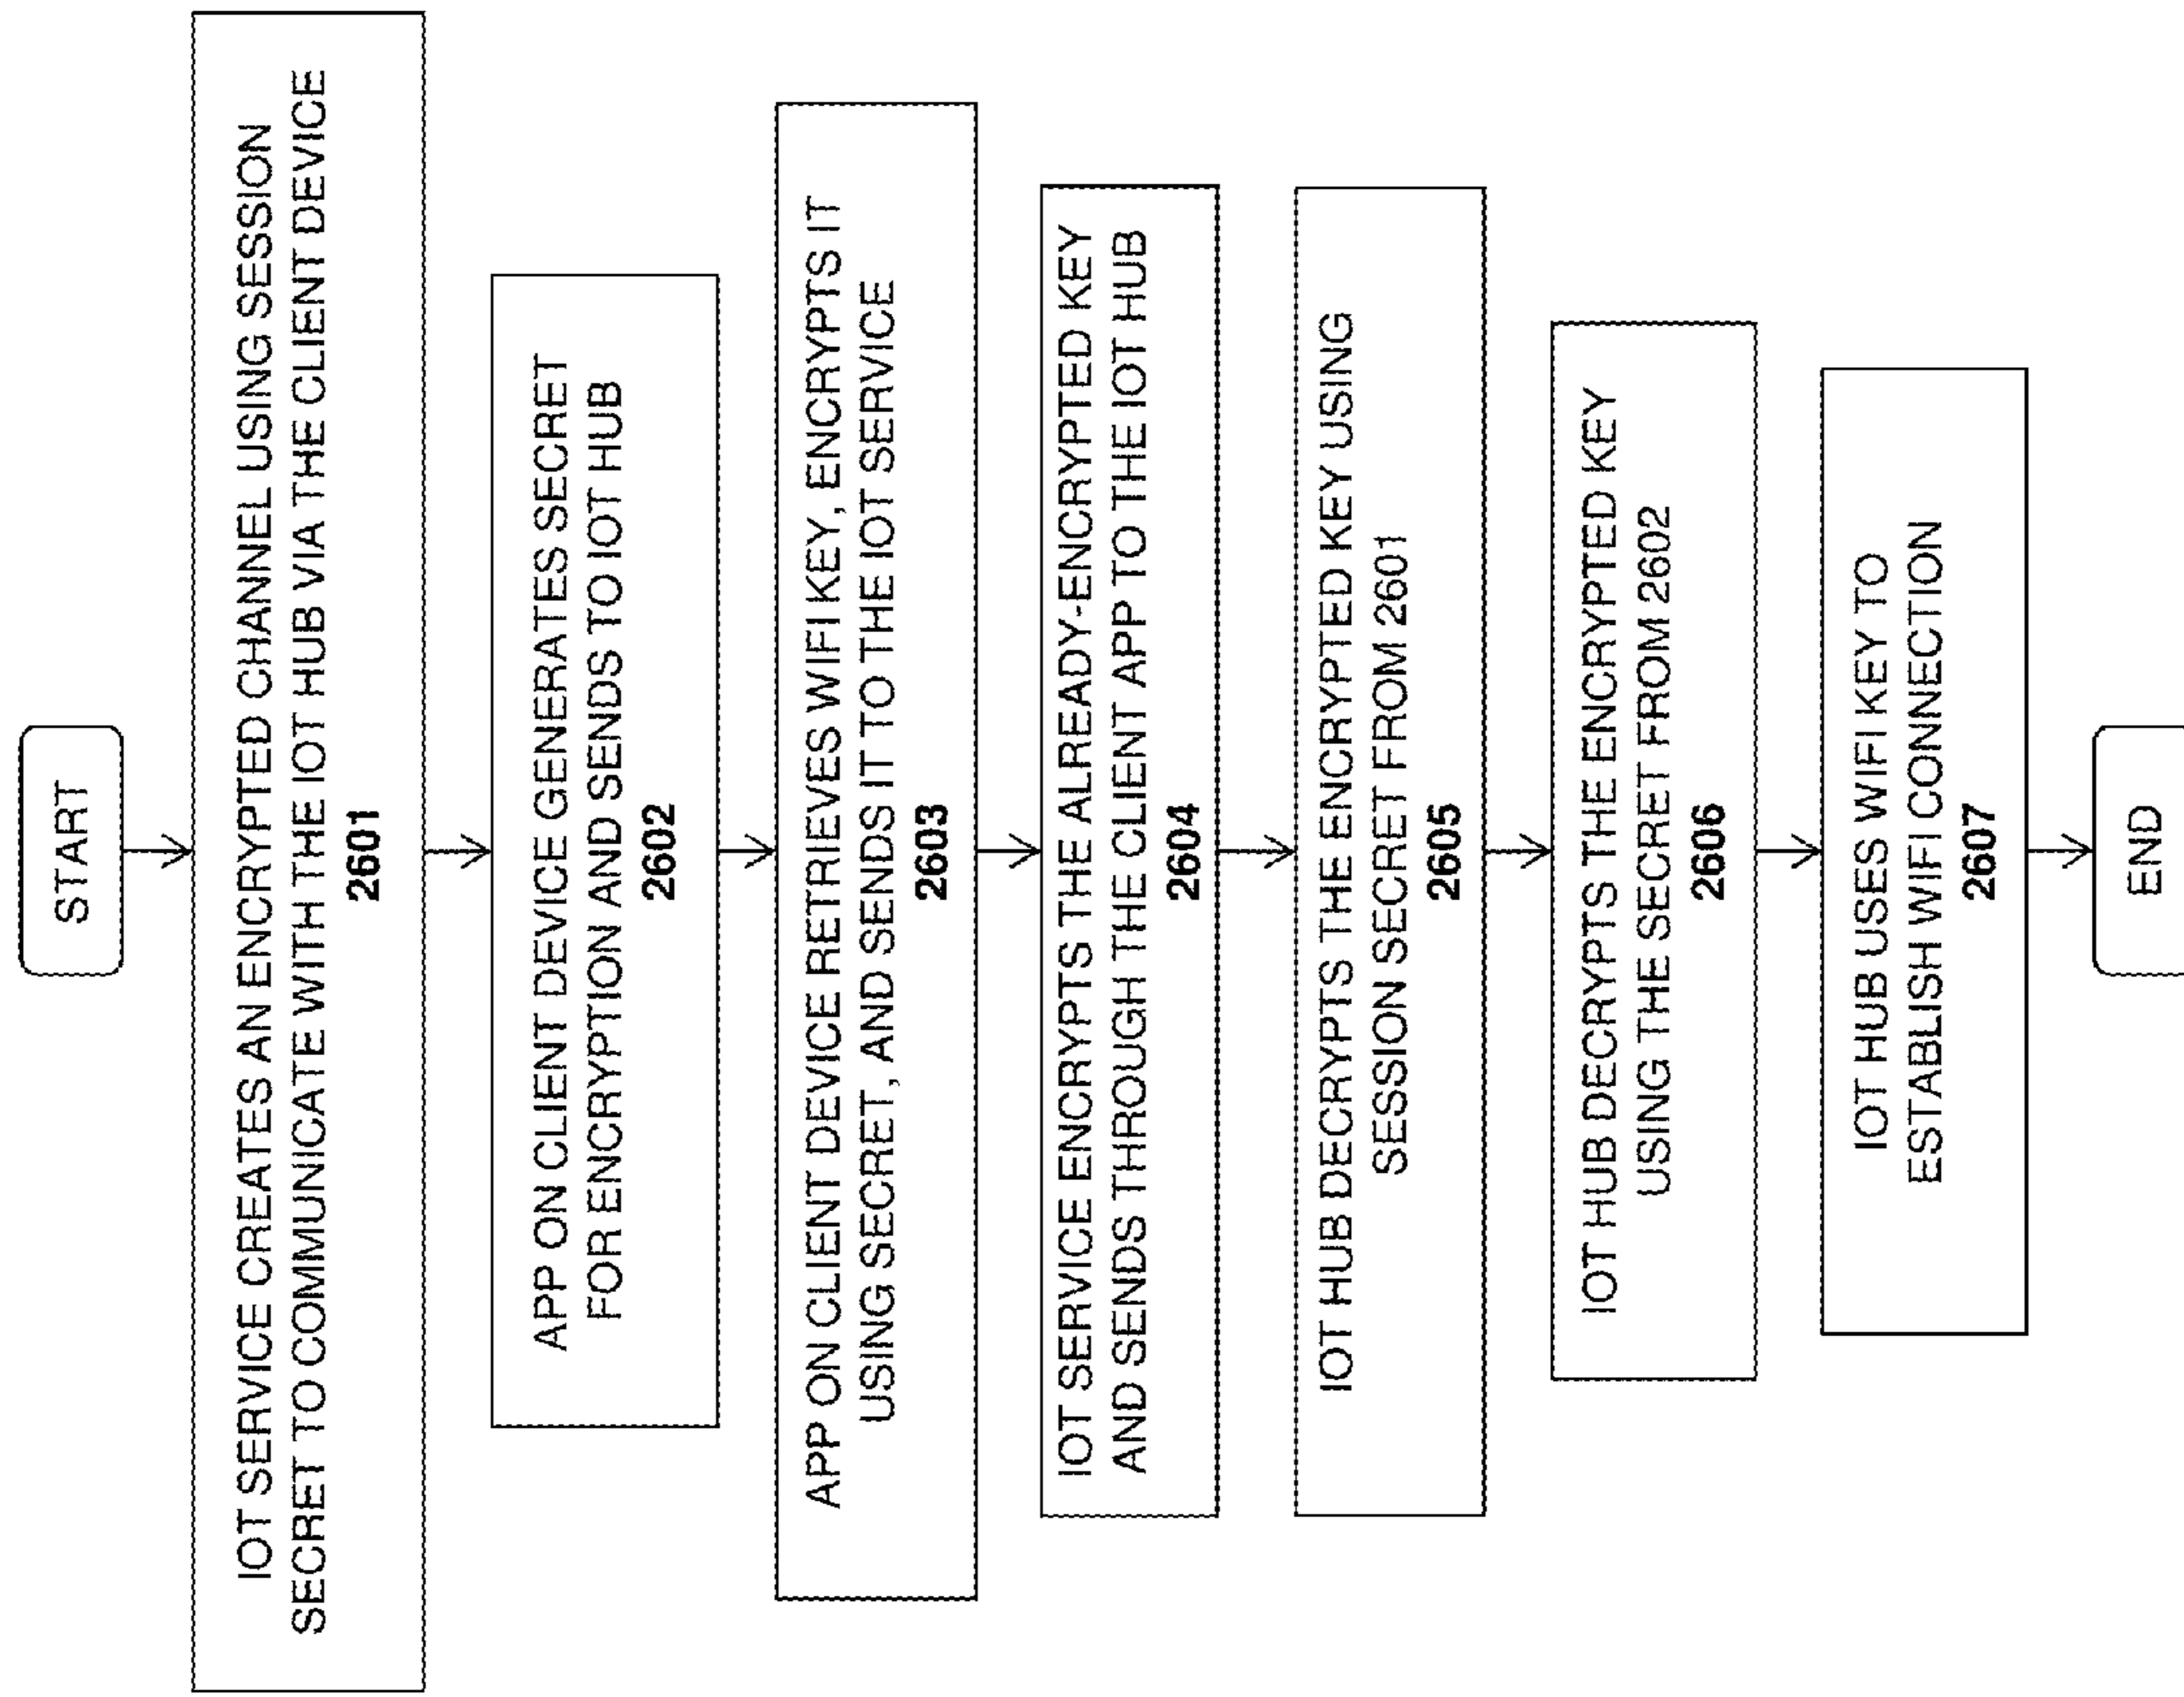 START
IOT SERVICE CREATES AN ENCRYPTED CHANNEL USING SESSION
SECRET TO COMMUNICATE WITH THE IOT HUB VIA THE CLIENT DEVICE
2601
APP ON CLIENT DEVICE GENERATES SECRET
FOR ENCRYPTION AND SENDS TO IOT HUB
2602
APP ON CLIENT DEVICE RETRIEVES WIFI KEY, ENCRYPTS IT
USING SECRET, AND SENDS IT TO THE IOT SERVICE
2603
IOT SERVICE ENCRYPTS THE ALREADY-ENCRYPTED KEY
AND SENDS THROUGH THE CLIENT APP TO THE IOT HUB
2604
IOT HUB DECRYPTS THE ENCRYPTED KEY USING
SESSION SECRET FROM 2601
2605
IOT HUB DECRYPTS THE ENCRYPTED KEY
USING THE SECRET FROM 2602
2606
IOT HUB USES WIFI KEY TO
ESTABLISH WIFI CONNECTION
2607
END